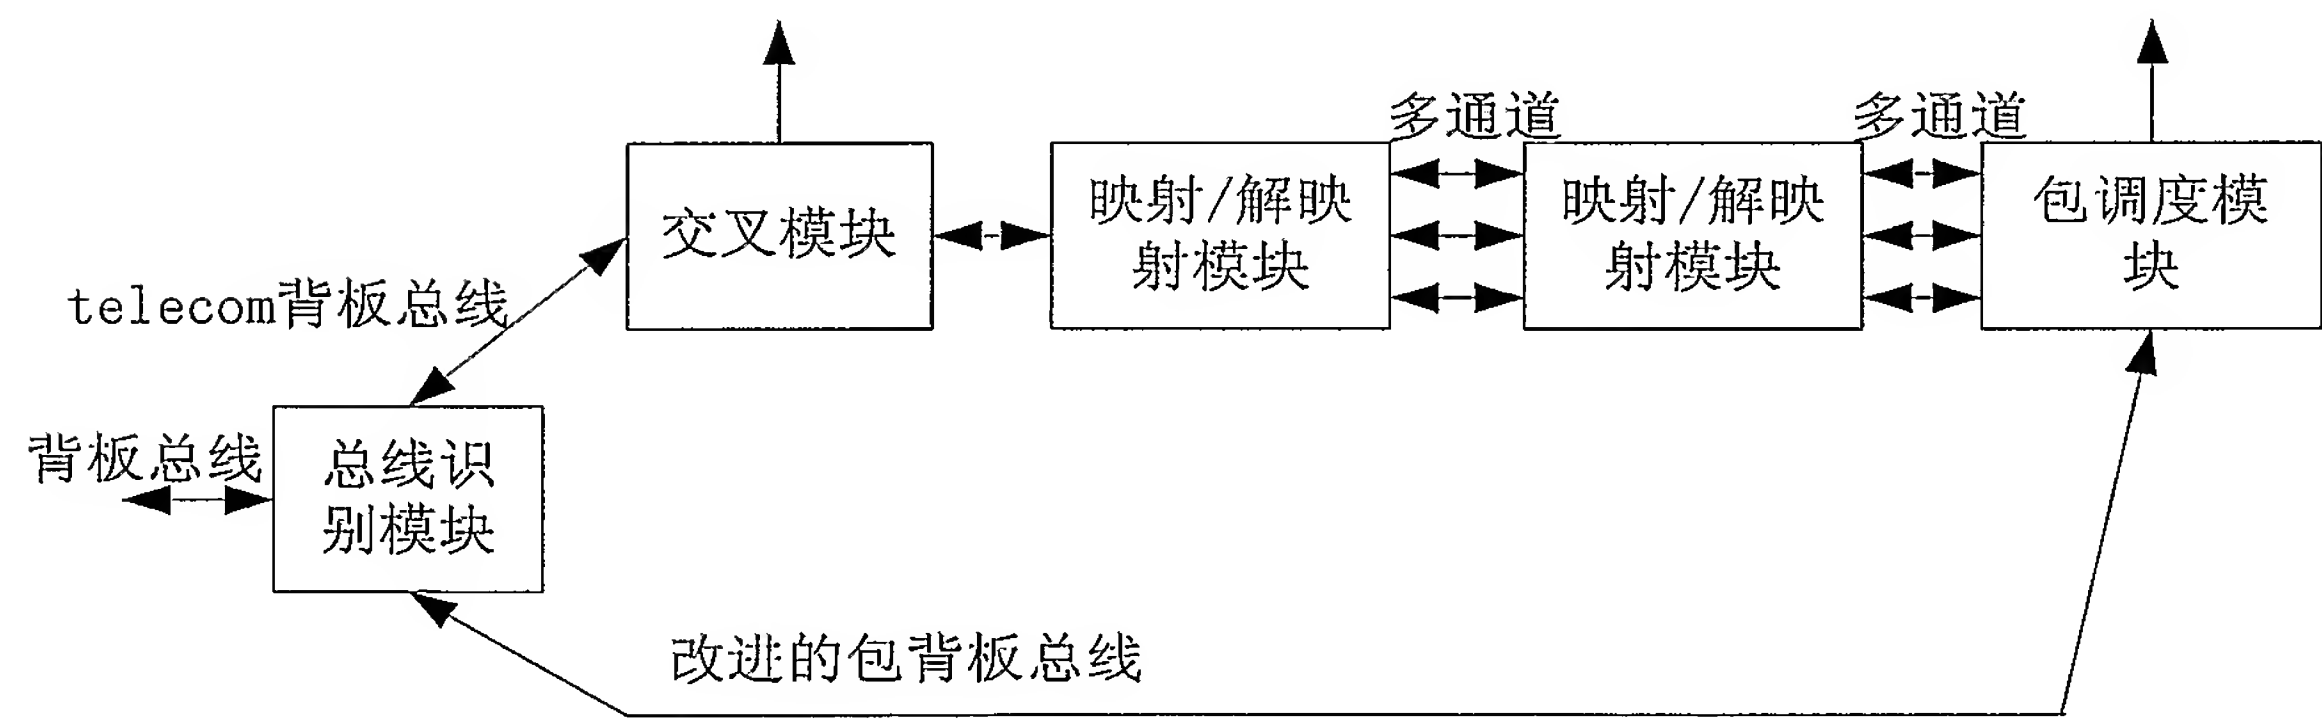 多通道
多通道
交叉模块
映射/解映
射模块
映射/解映
射模块
包调度模
块
telecom背板总线
背板总线
总线识
别模块
改进的包背板总线